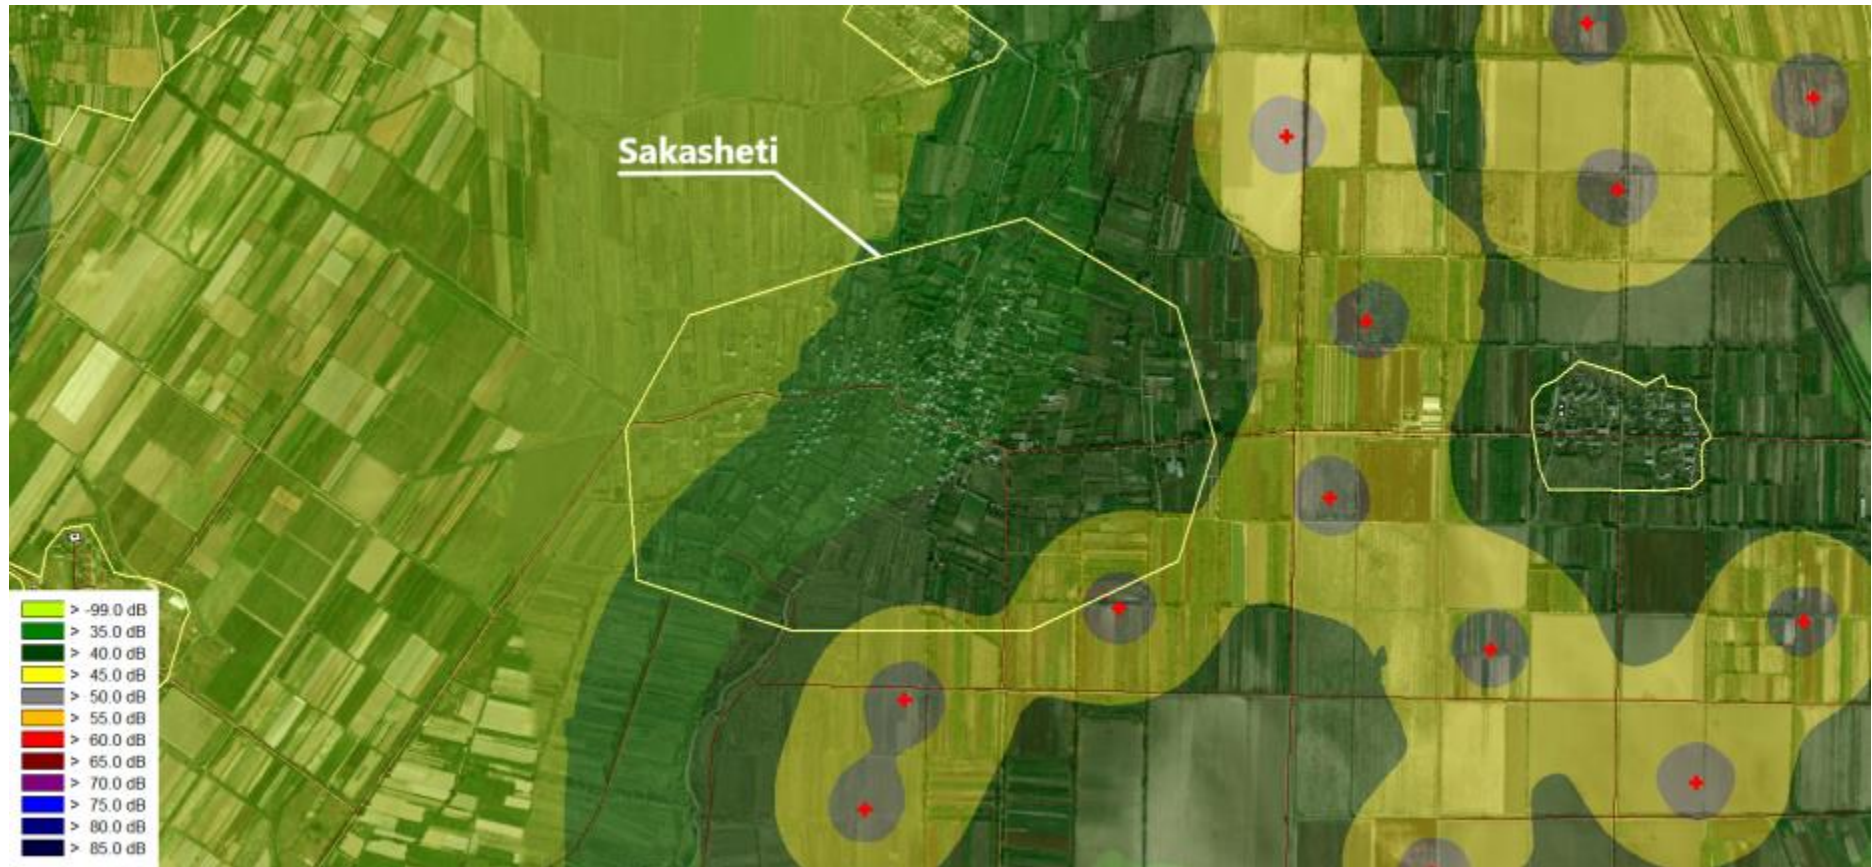 Sakasheti
> -99.0 dB
> 35.0 dB
> 40.0 dB
> 45.0 dB
> 50.0 dB
> 55.0 dB
> 60.0 dB
> 65.0 dB
> 70.0 dB
> 75.0 dB
> 80.0 dB
> 85.0 dB